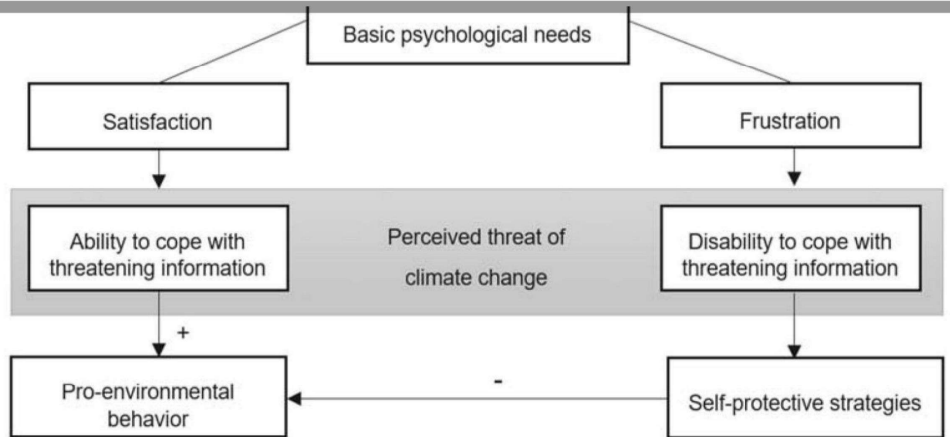 Basic psychological needs
Satisfaction
Frustration
Ability to cope with
threatening information
Perceived threat of
climate change
Disability to cope with
threatening information
+
Pro-environmental
behavior
-
Self-protective strategies